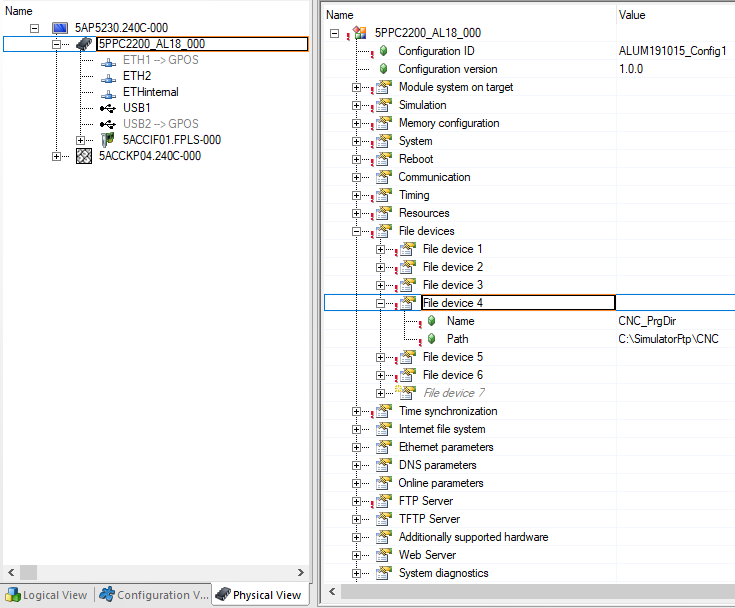 Name
5AP5230.240C-000
5PPC2200_AL18_000
ETH1 --> GPOS
ETH2
ETHinternal
USB1
USB2 --> GPOS
5ACCIF01.FPLS-000
5ACCKP04.240C-000
Logical View
Configuration V...
Physical View
Name Value
5PPC2200_AL18_000
Configuration ID ALUM191015_Config1
Configuration version 1.0.0
Module system on target
Simulation
Memory configuration
System
Reboot
Communication
Timing
Resources
File devices
File device 1
File device 2
File device 3
File device 4
Name CNC_PrgDir
Path C:\SimulatorFtp\CNC
File device 5
File device 6
File device 7
Time synchronization
Internet file system
Ethernet parameters
DNS parameters
Online parameters
FTP Server
TFTP Server
Additionally supported hardware
Web Server
System diagnostics